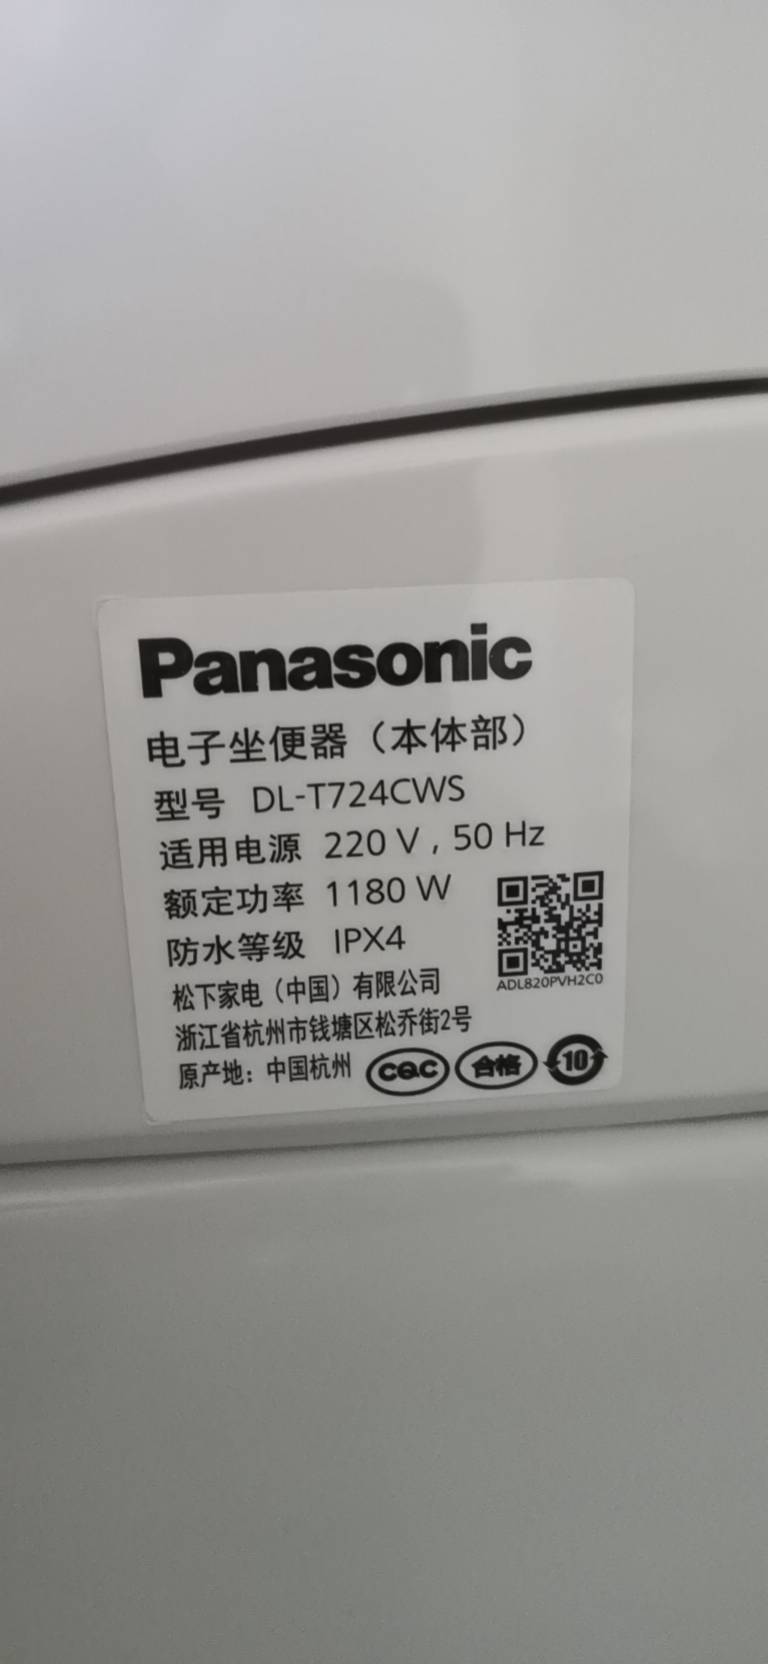 Panasonic
电子坐便器（本体部）
型号 DL-T724CWS
适用电源 220 V , 50 Hz
额定功率 1180 W
防水等级 IPX4
ADL820PVH2C0
松下家电（中国）有限公司
浙江省杭州市钱塘区松乔街2号
原产地：中国杭州 CQC 合格 10